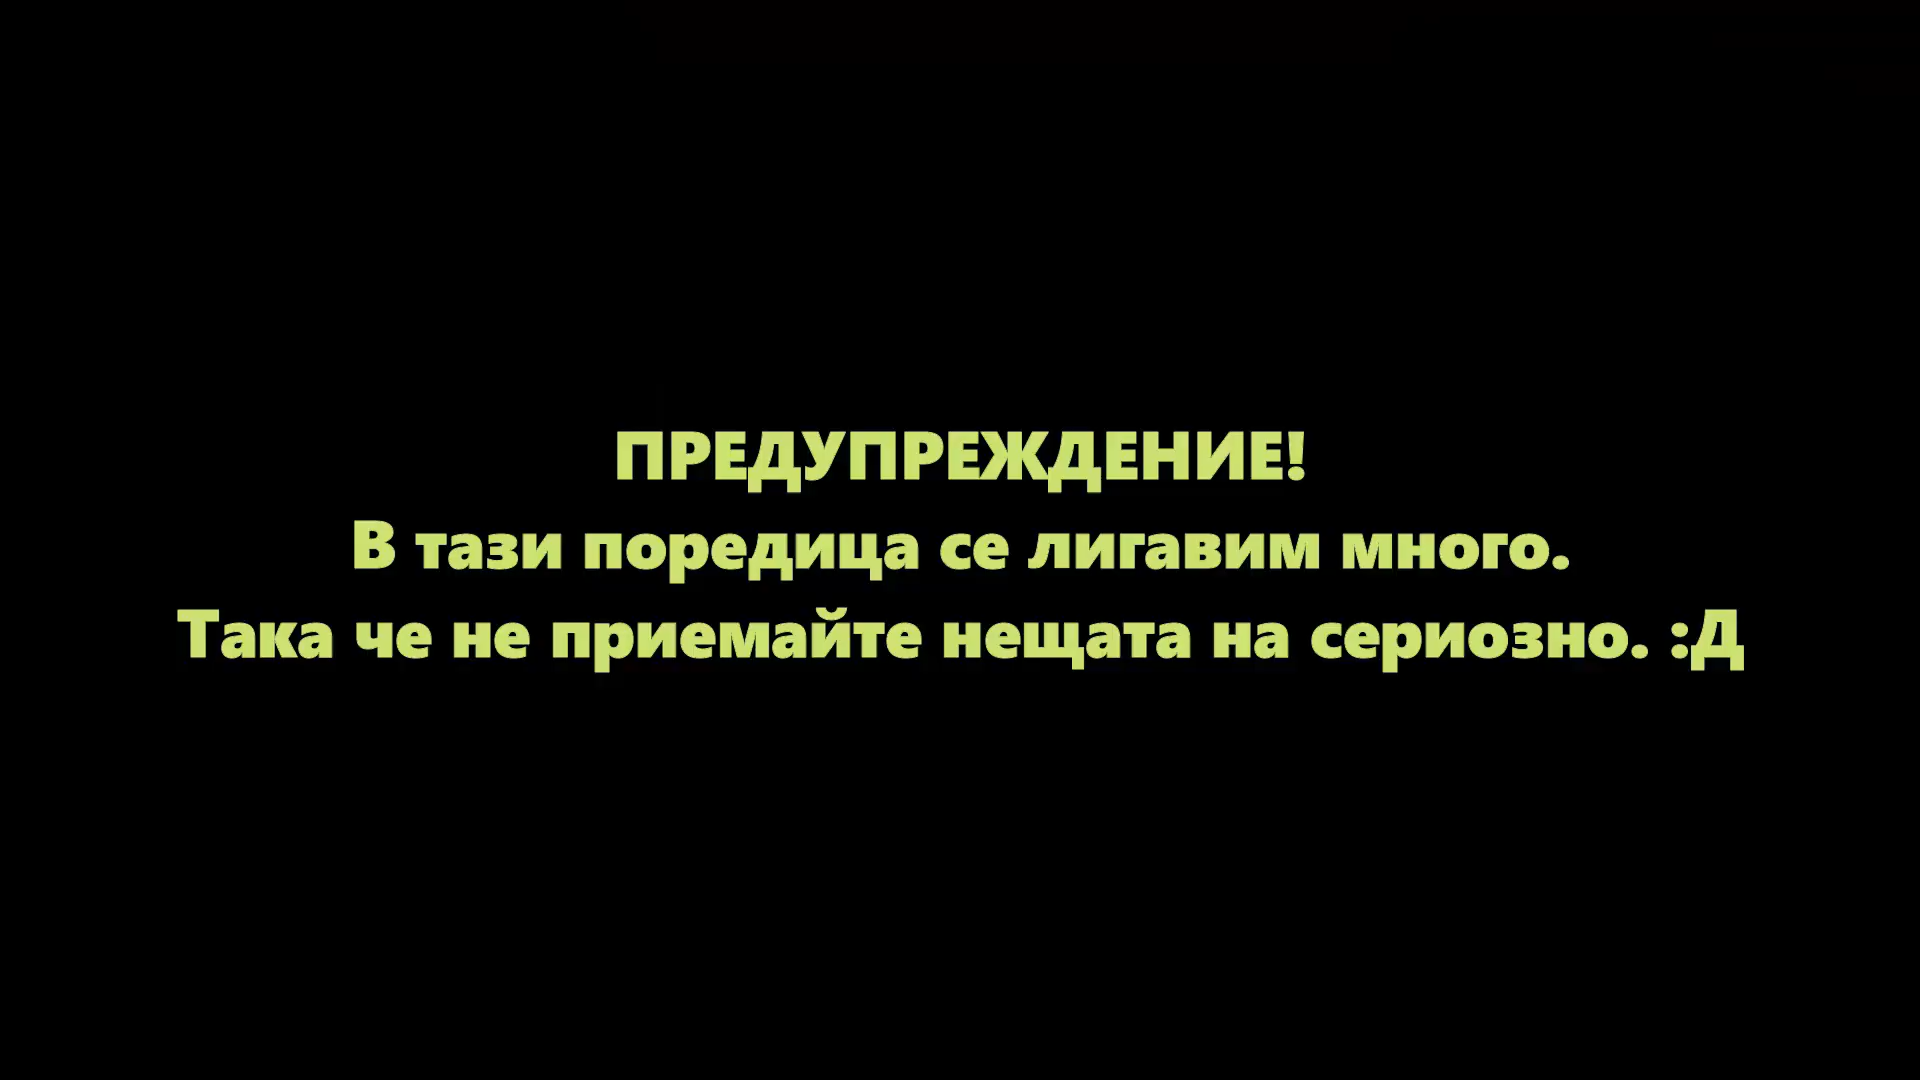 ПРЕДУПРЕЖДЕНИЕ!
В тази поредица се лигавим много.
Така че не приемайте нещата на сериозно. :Д